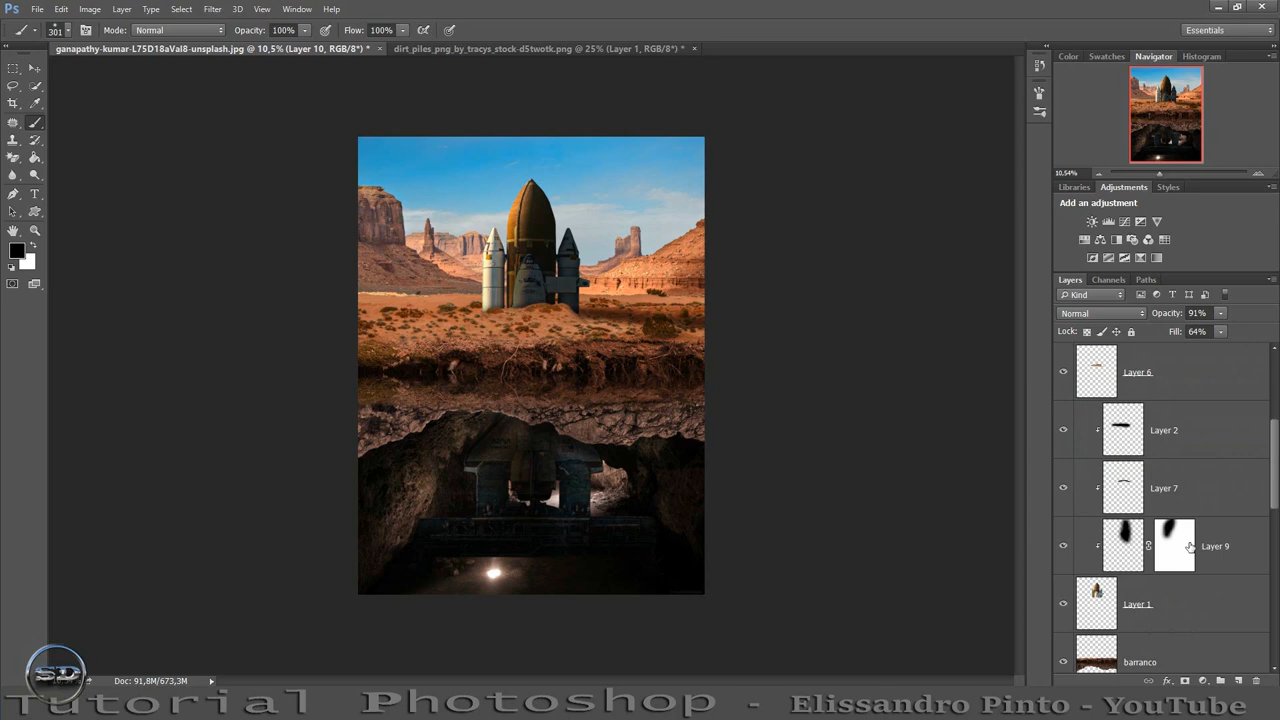 Ps File Edit Image Layer Type Select Filter 3D View Window Help
301 Mode: Normal Opacity: 100% Flow: 100% Essentials
ganapathy-kumar-L75D18aVal8-unsplash.jpg @ 10,5% (Layer 10, RGB/8*) * × dirt_piles_png_by_tracys_stock-d5twotk.png @ 25% (Layer 1, RGB/8*) * ×
Color Swatches Navigator Histogram
10,54%
Libraries Adjustments Styles
Add an adjustment
Layers Channels Paths
Kind
Normal Opacity: 91%
Lock: Fill: 64%
Layer 6
Layer 2
Layer 7
Layer 9
Layer 1
barranco
SD
Doc: 91,8M/673,3M
Tutorial Photoshop - Elissandro Pinto - YouTube